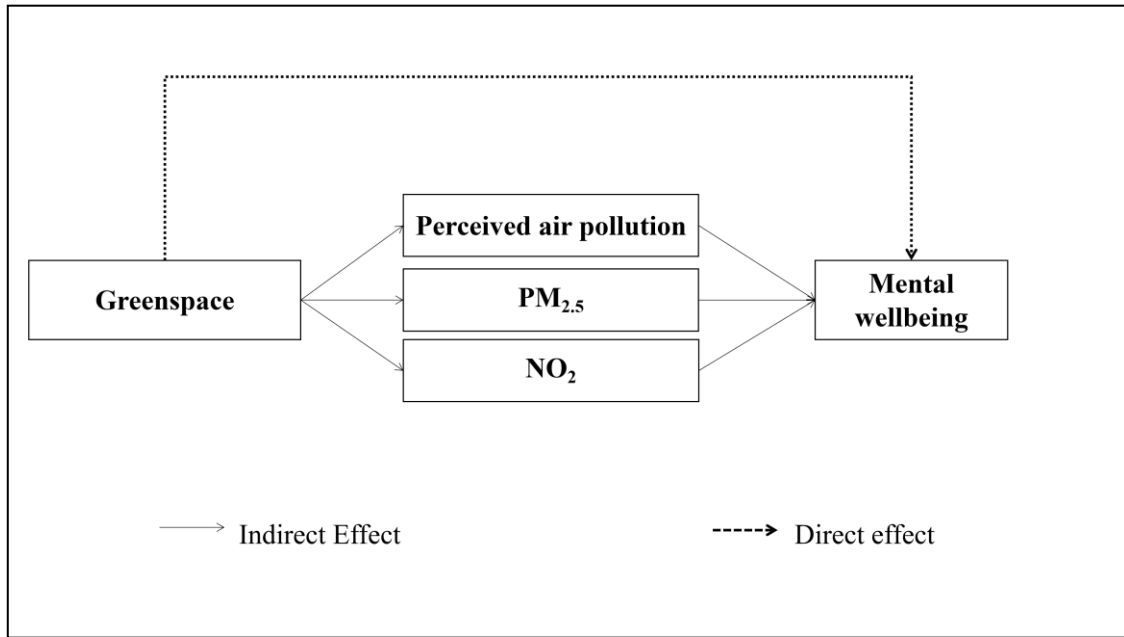 Perceived air pollution
Greenspace
PM₂.₅
NO₂
Mental
wellbeing
Indirect Effect
Direct effect